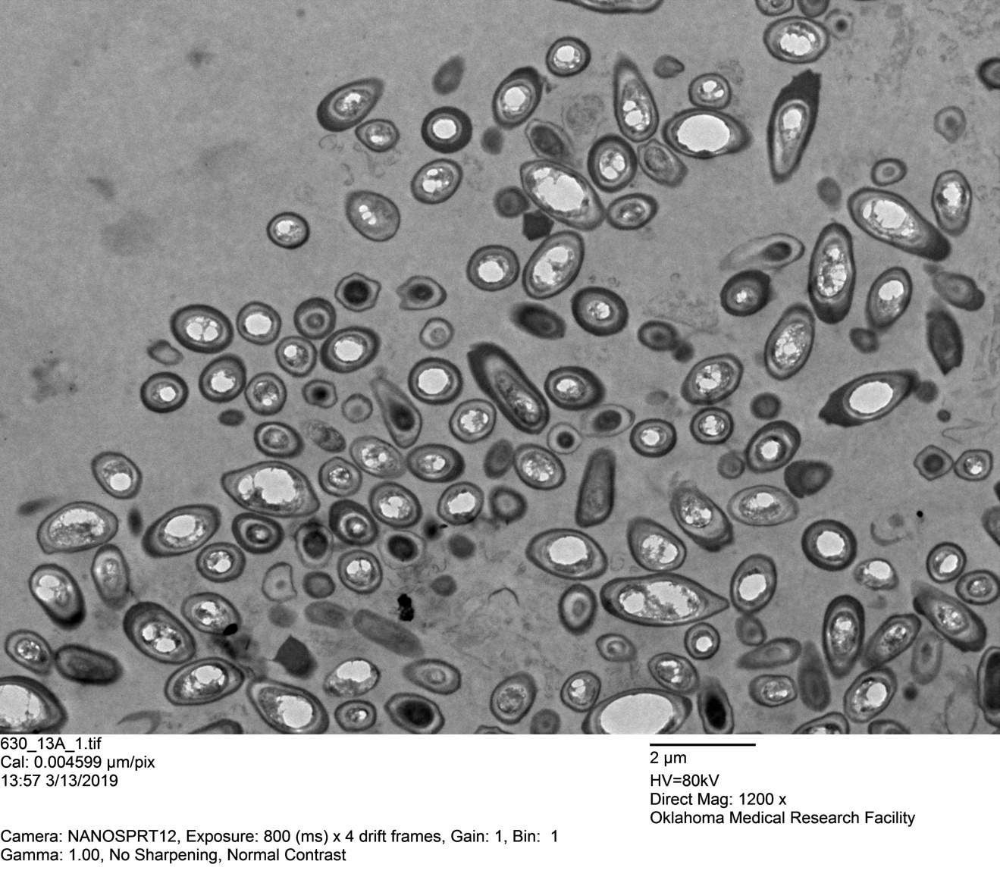 630_13A_1.tif
Cal: 0.004599 µm/pix
13:57 3/13/2019
2 µm
HV=80kV
Direct Mag: 1200 x
Oklahoma Medical Research Facility
Camera: NANOSPRT12, Exposure: 800 (ms) x 4 drift frames, Gain: 1, Bin:  1
Gamma: 1.00, No Sharpening, Normal Contrast